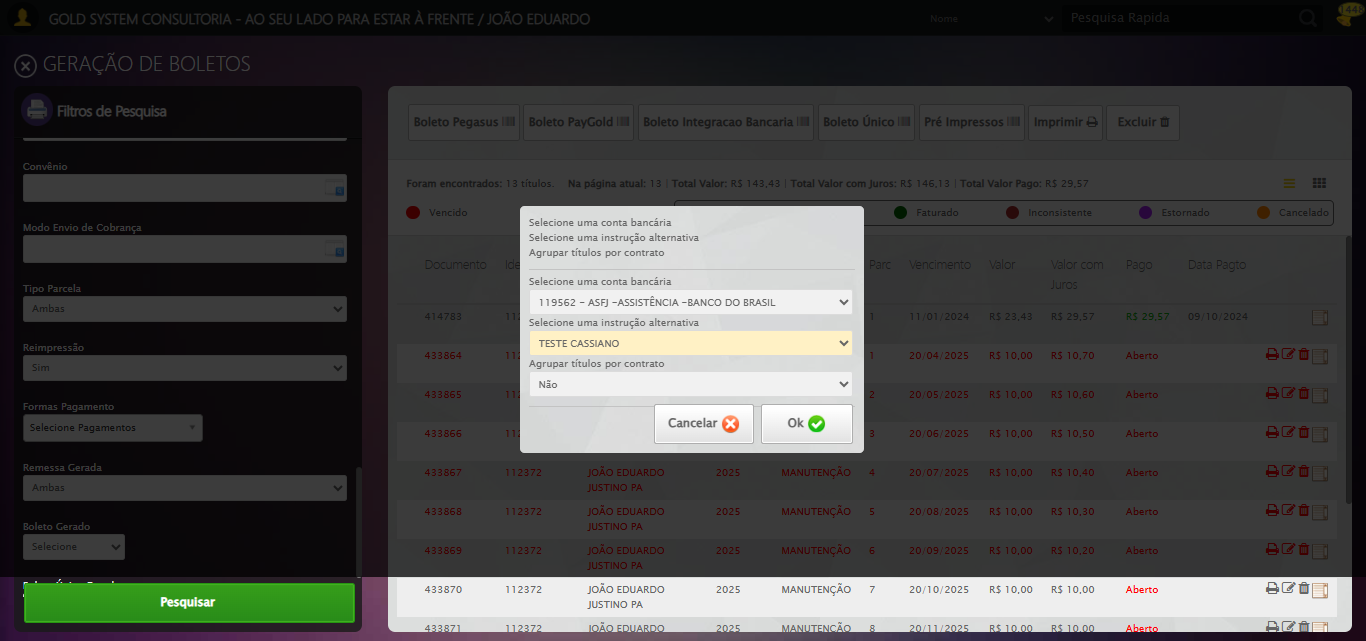 GOLD SYSTEM CONSULTORIA - AO SEU LADO PARA ESTAR À FRENTE / JOÃO EDUARDO
Nome
Pesquisa Rapida
GERAÇÃO DE BOLETOS
Filtros de Pesquisa
Convênio
Modo Envio de Cobrança
Tipo Parcela
Ambas
Reimpressão
Sim
Formas Pagamento
Selecione Pagamentos
Remessa Gerada
Ambas
Boleto Gerado
Selecione
Pesquisar
Boleto Pegasus
Boleto PayGold
Boleto Integracao Bancaria
Boleto Único
Pré Impressos
Imprimir
Excluir
Foram encontrados: 13 títulos. Na página atual: 13 | Total Valor: R$ 143,43 | Total Valor com Juros: R$ 146,13 | Total Valor Pago: R$ 29,57
Vencido
Faturado
Inconsistente
Estornado
Cancelado
Selecione uma conta bancária
Selecione uma instrução alternativa
Agrupar títulos por contrato
Selecione uma conta bancária
119562 - ASFJ -ASSISTÊNCIA -BANCO DO BRASIL
Selecione uma instrução alternativa
TESTE CASSIANO
Agrupar títulos por contrato
Não
Cancelar
Ok
Documento
Parc
Vencimento
Valor
Valor com
Juros
Pago
Data Pagto
414783 1 11/01/2024 R$ 23,43 R$ 29,57 R$ 29,57 09/10/2024
433864 1 20/04/2025 R$ 10,00 R$ 10,70 Aberto
433865 2 20/05/2025 R$ 10,00 R$ 10,60 Aberto
433866 3 20/06/2025 R$ 10,00 R$ 10,50 Aberto
433867 112372 JOÃO EDUARDO 2025 MANUTENÇÃO 4 20/07/2025 R$ 10,00 R$ 10,40 Aberto
JUSTINO PA
433868 112372 JOÃO EDUARDO 2025 MANUTENÇÃO 5 20/08/2025 R$ 10,00 R$ 10,30 Aberto
JUSTINO PA
433869 112372 JOÃO EDUARDO 2025 MANUTENÇÃO 6 20/09/2025 R$ 10,00 R$ 10,20 Aberto
JUSTINO PA
433870 112372 JOÃO EDUARDO 2025 MANUTENÇÃO 7 20/10/2025 R$ 10,00 R$ 10,00 Aberto
JUSTINO PA
433871 112372 JOÃO EDUARDO 2025 MANUTENÇÃO 8 20/11/2025 R$ 10,00 R$ 10,00 Aberto